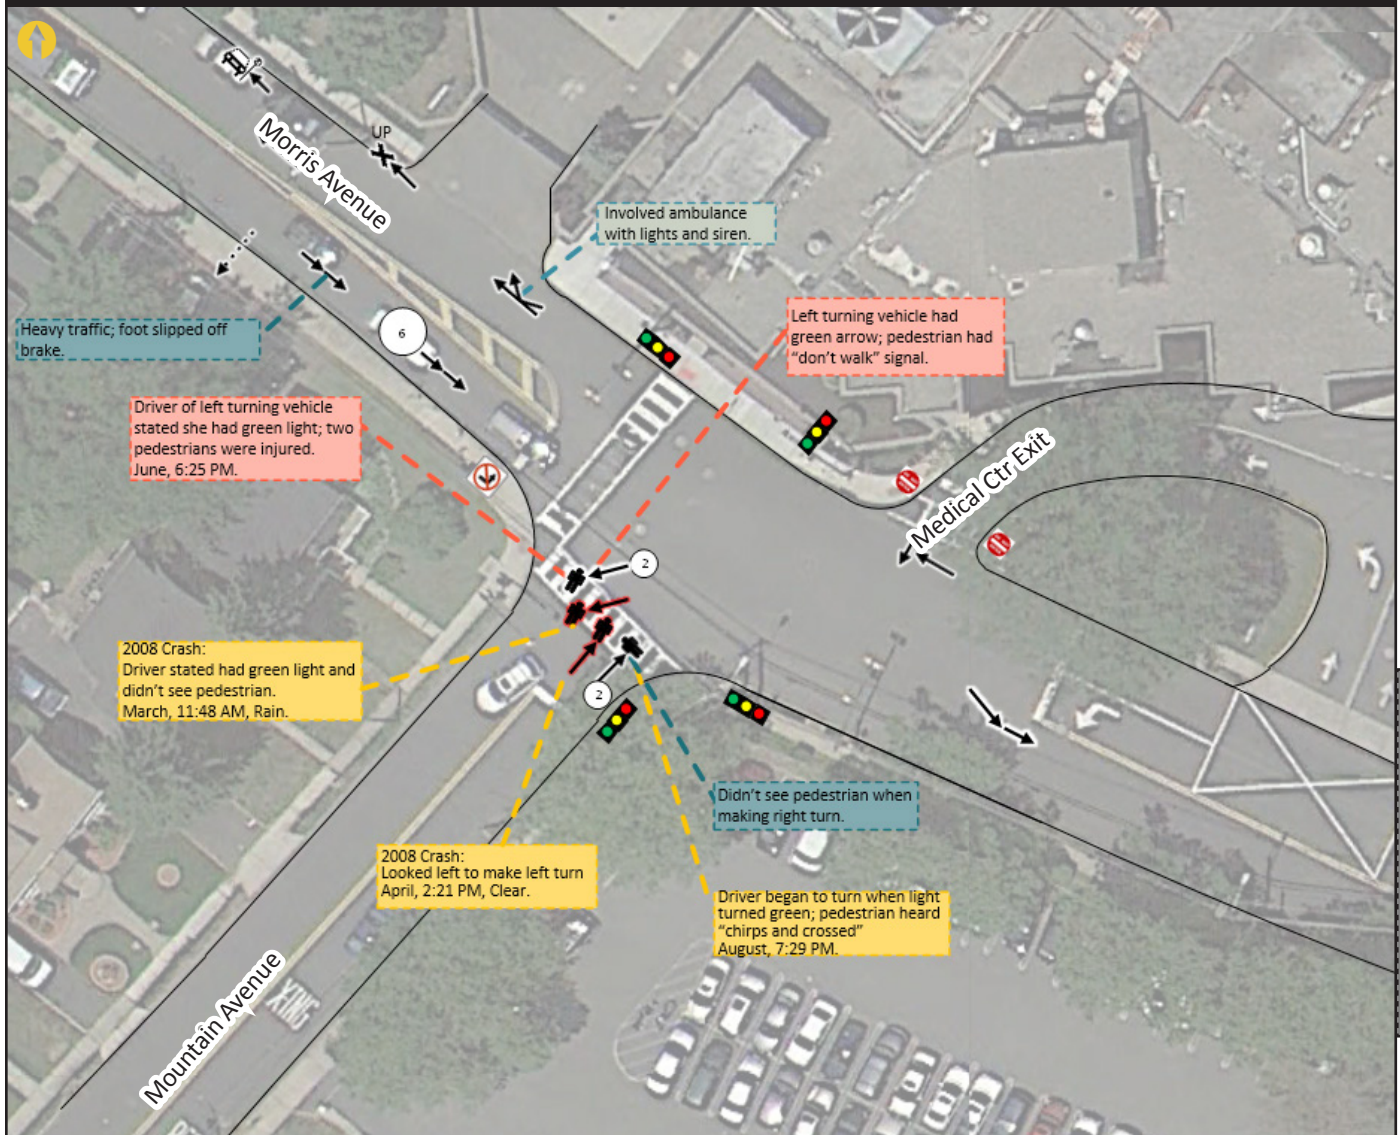 UP
Morris Avenue
Involved ambulance
with lights and siren.
Left turning vehicle had
green arrow; pedestrian had
“don’t walk” signal.
Heavy traffic; foot slipped off
brake.
6
Driver of left turning vehicle
stated she had green light; two
pedestrians were injured.
June, 6:25 PM.
Medical Ctr Exit
2
2008 Crash:
Driver stated had green light and
didn’t see pedestrian.
March, 11:48 AM, Rain.
2
Didn’t see pedestrian when
making right turn.
2008 Crash:
Looked left to make left turn
April, 2:21 PM, Clear.
Driver began to turn when light
turned green; pedestrian heard
“chirps and crossed”
August, 7:29 PM.
Mountain Avenue
XING